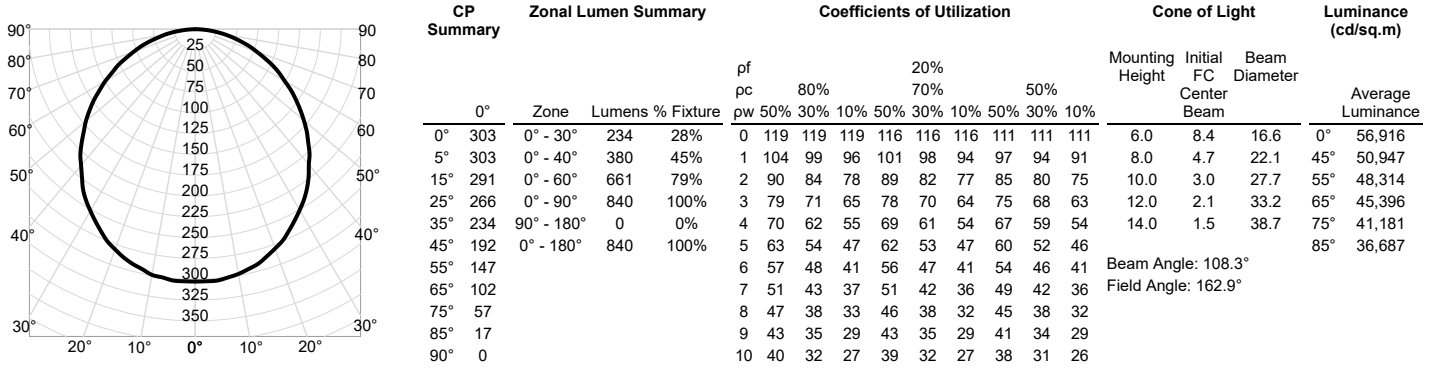 90° 90
80° 80
70° 70
60° 60
50° 50°
40° 40°
30° 30°
20° 10° 0° 10° 20°
25
50
75
100
125
150
175
200
225
250
275
300
325
350
CP Summary
0°
0° 303
5° 303
15° 291
25° 266
35° 234
45° 192
55° 147
65° 102
75° 57
85° 17
90° 0
Zonal Lumen Summary
Zone Lumens % Fixture
0° - 30° 234 28%
0° - 40° 380 45%
0° - 60° 661 79%
0° - 90° 840 100%
90° - 180° 0 0%
0° - 180° 840 100%
Coefficients of Utilization
ρf 20%
ρc 80% 70% 50%
ρw 50% 30% 10% 50% 30% 10% 50% 30% 10%
0 119 119 119 116 116 116 111 111 111
1 104 99 96 101 98 94 97 94 91
2 90 84 78 89 82 77 85 80 75
3 79 71 65 78 70 64 75 68 63
4 70 62 55 69 61 54 67 59 54
5 63 54 47 62 53 47 60 52 46
6 57 48 41 56 47 41 54 46 41
7 51 43 37 51 42 36 49 42 36
8 47 38 33 46 38 32 45 38 32
9 43 35 29 43 35 29 41 34 29
10 40 32 27 39 32 27 38 31 26
Cone of Light
Mounting Height Initial FC Center Beam Beam Diameter
6.0 8.4 16.6
8.0 4.7 22.1
10.0 3.0 27.7
12.0 2.1 33.2
14.0 1.5 38.7
Beam Angle: 108.3°
Field Angle: 162.9°
Luminance
(cd/sq.m)
Average
Luminance
0° 56,916
45° 50,947
55° 48,314
65° 45,396
75° 41,181
85° 36,687